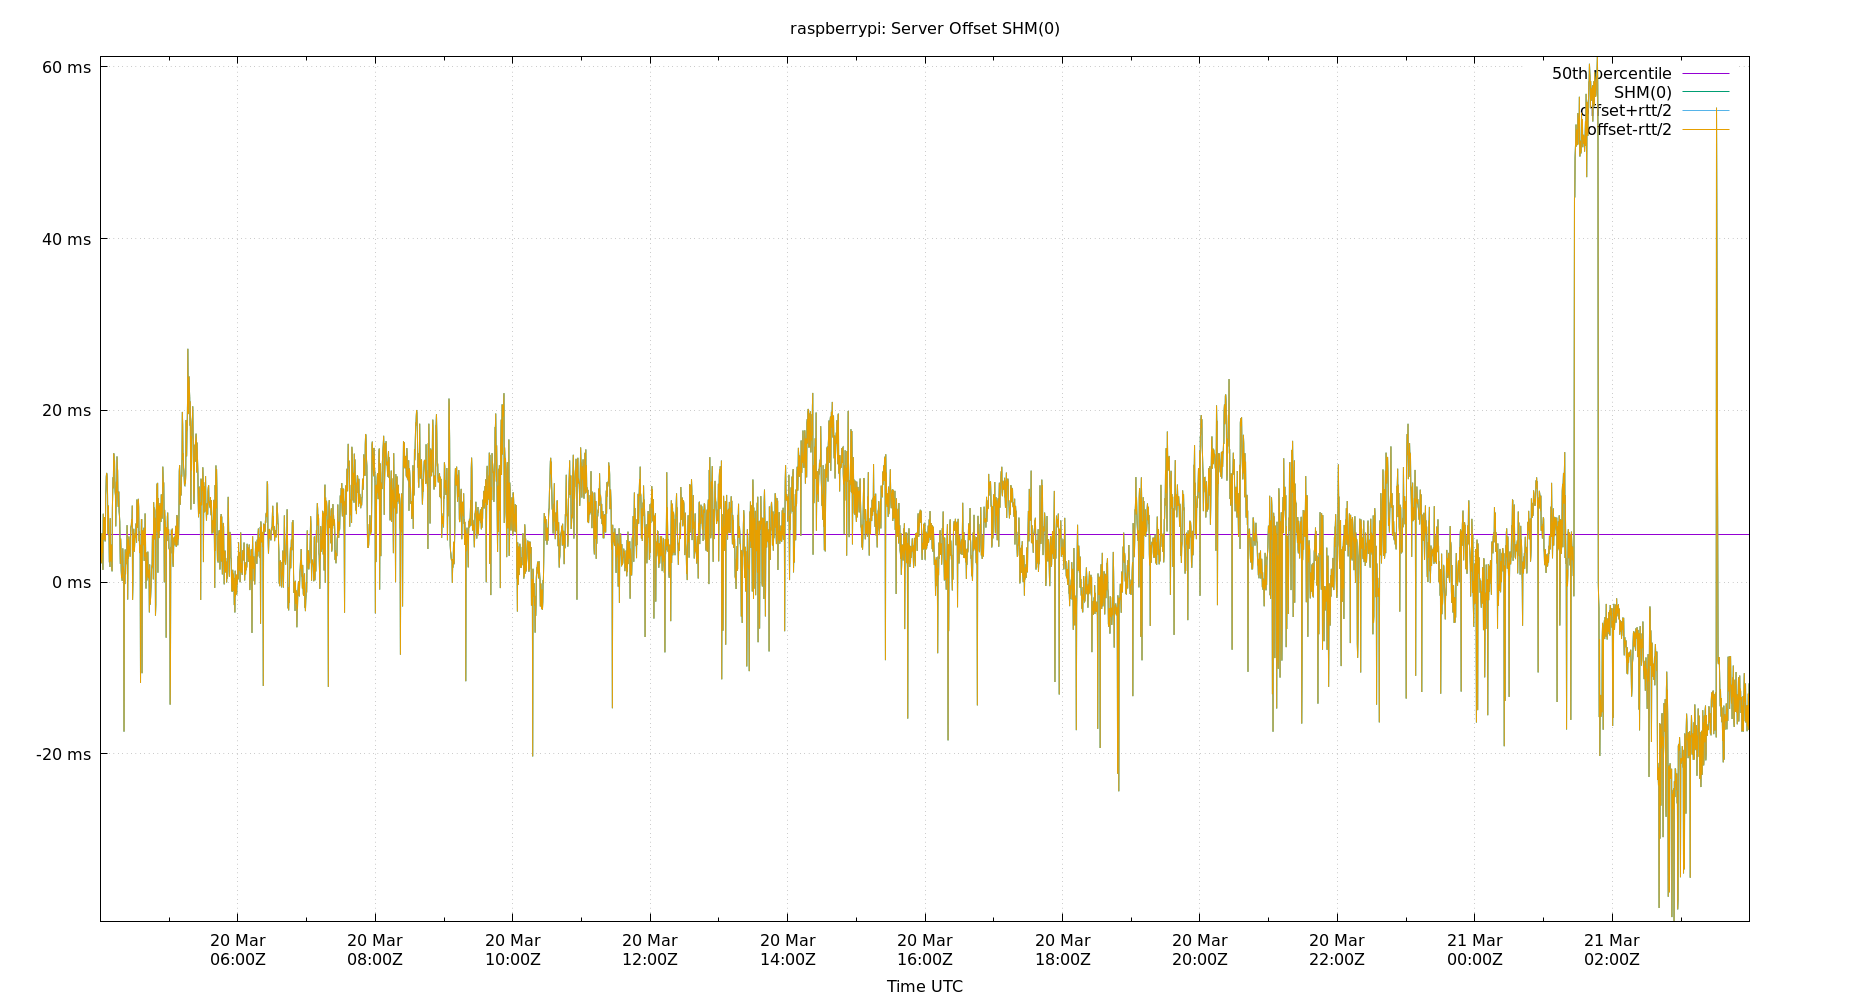 raspberrypi: Server Offset SHM(0)
60 ms
40 ms
20 ms
0 ms
-20 ms
50th percentile
SHM(0)
offset+rtt/2
offset-rtt/2
20 Mar
06:00Z
20 Mar
08:00Z
20 Mar
10:00Z
20 Mar
12:00Z
20 Mar
14:00Z
20 Mar
16:00Z
20 Mar
18:00Z
20 Mar
20:00Z
20 Mar
22:00Z
21 Mar
00:00Z
21 Mar
02:00Z
Time UTC